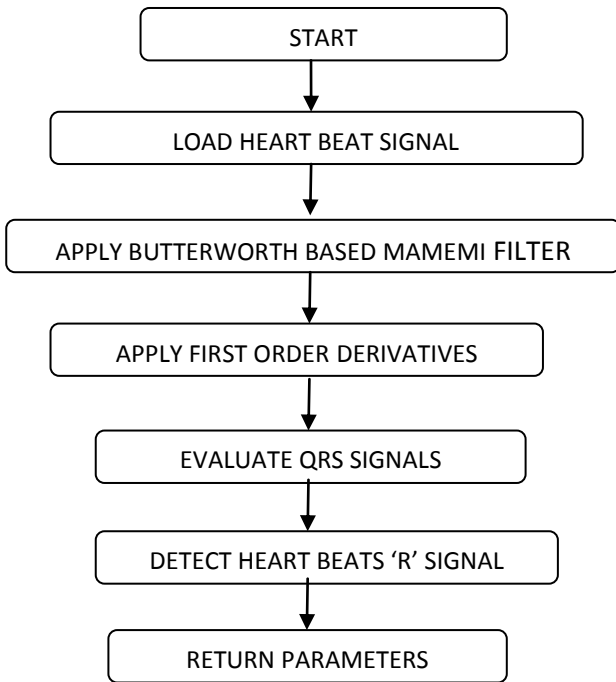 START
LOAD HEART BEAT SIGNAL
APPLY BUTTERWORTH BASED MAMEMI FILTER
APPLY FIRST ORDER DERIVATIVES
EVALUATE QRS SIGNALS
DETECT HEART BEATS ‘R’ SIGNAL
RETURN PARAMETERS